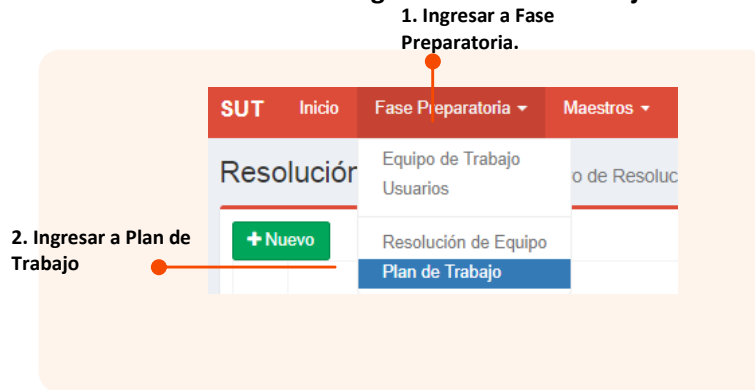 1. Ingresar a Fase
Preparatoria.
SUT Inicio Fase Preparatoria Maestros
Equipo de Trabajo
Resolución
o de Resoluc
Usuarios
2. Ingresar a Plan de
Trabajo
+ Nuevo
Resolución de Equipo
Plan de Trabajo